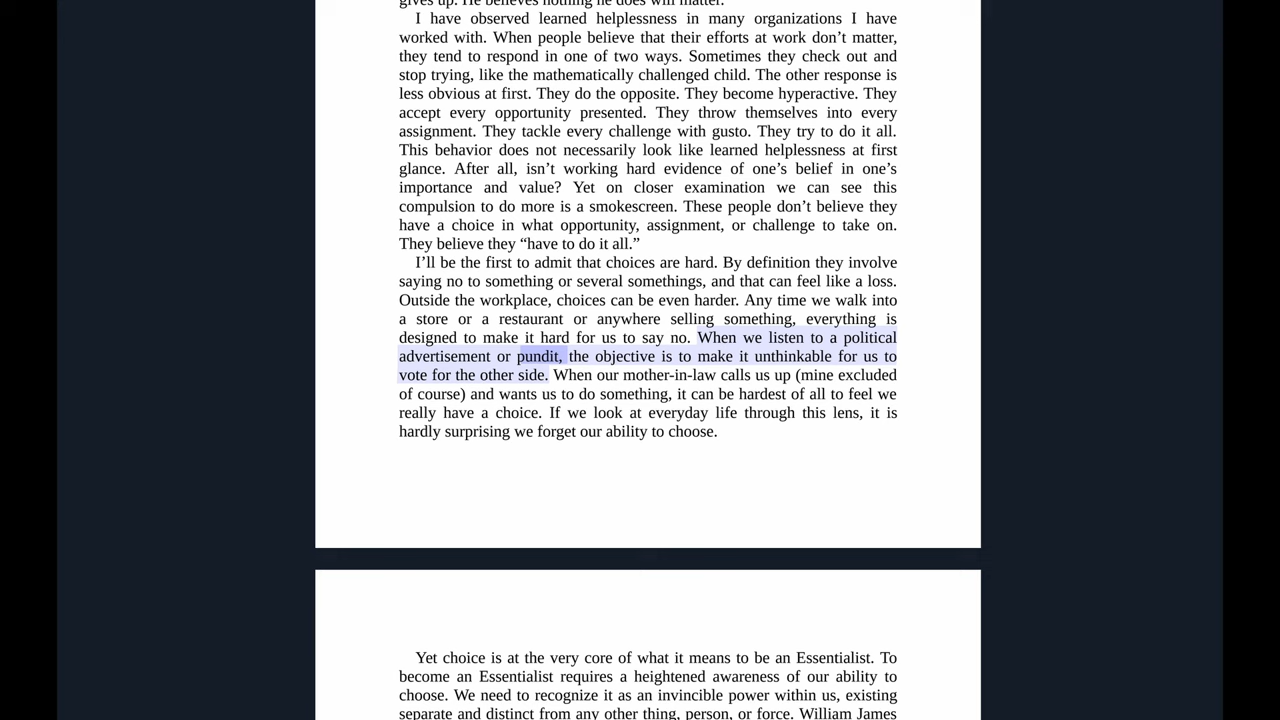 gives up. He believes nothing he does will matter.
I have observed learned helplessness in many organizations I have
worked with. When people believe that their efforts at work don’t matter,
they tend to respond in one of two ways. Sometimes they check out and
stop trying, like the mathematically challenged child. The other response is
less obvious at first. They do the opposite. They become hyperactive. They
accept every opportunity presented. They throw themselves into every
assignment. They tackle every challenge with gusto. They try to do it all.
This behavior does not necessarily look like learned helplessness at first
glance. After all, isn’t working hard evidence of one’s belief in one’s
importance and value? Yet on closer examination we can see this
compulsion to do more is a smokescreen. These people don’t believe they
have a choice in what opportunity, assignment, or challenge to take on.
They believe they “have to do it all.”
I’ll be the first to admit that choices are hard. By definition they involve
saying no to something or several somethings, and that can feel like a loss.
Outside the workplace, choices can be even harder. Any time we walk into
a store or a restaurant or anywhere selling something, everything is
designed to make it hard for us to say no. When we listen to a political
advertisement or pundit, the objective is to make it unthinkable for us to
vote for the other side. When our mother-in-law calls us up (mine excluded
of course) and wants us to do something, it can be hardest of all to feel we
really have a choice. If we look at everyday life through this lens, it is
hardly surprising we forget our ability to choose.
Yet choice is at the very core of what it means to be an Essentialist. To
become an Essentialist requires a heightened awareness of our ability to
choose. We need to recognize it as an invincible power within us, existing
separate and distinct from any other thing, person, or force. William James